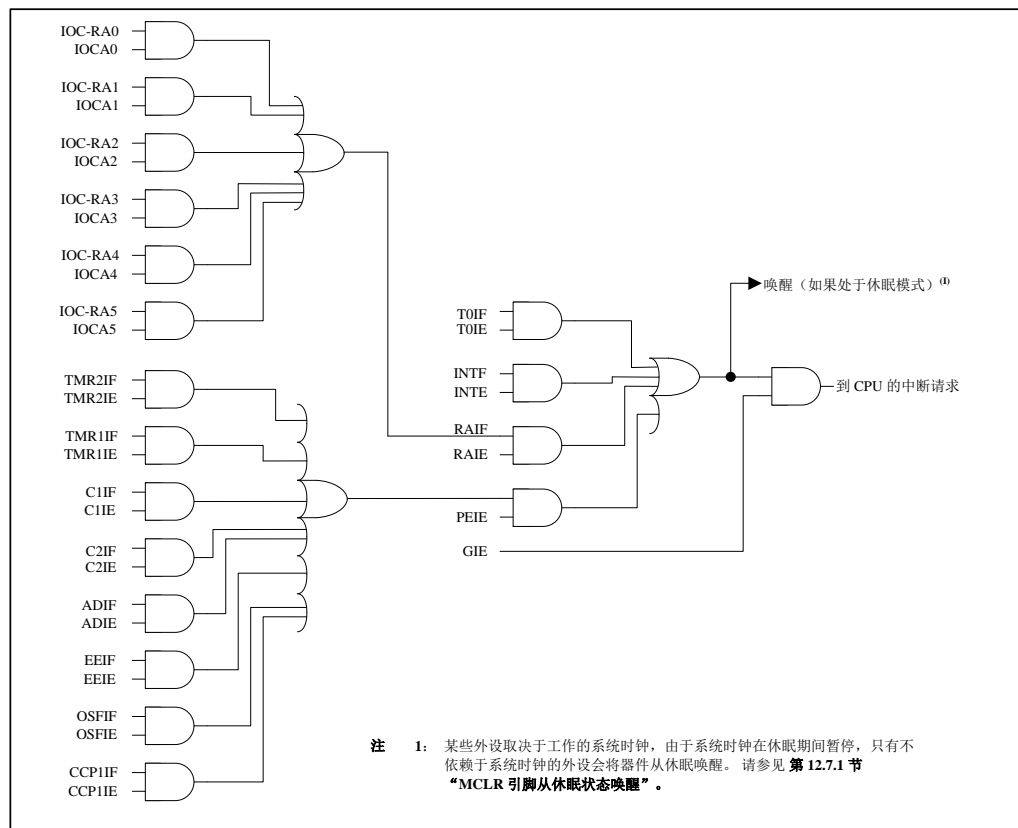 IOC-RA0
IOCA0
IOC-RA1
IOCA1
IOC-RA2
IOCA2
IOC-RA3
IOCA3
IOC-RA4
IOCA4
IOC-RA5
IOCA5
TMR2IF
TMR2IE
TMR1IF
TMR1IE
C1IF
C1IE
C2IF
C2IE
ADIF
ADIE
EEIF
EEIE
OSFIF
OSFIE
CCP1IF
CCP1IE
T0IF
T0IE
INTF
INTE
RAIF
RAIE
PEIE
GIE
唤醒（如果处于休眠模式）(1)
到 CPU 的中断请求
注 1： 某些外设取决于工作的系统时钟，由于系统时钟在休眠期间暂停，只有不
依赖于系统时钟的外设会将器件从休眠唤醒。 请参见 第 12.7.1 节
“MCLR 引脚从休眠状态唤醒”。